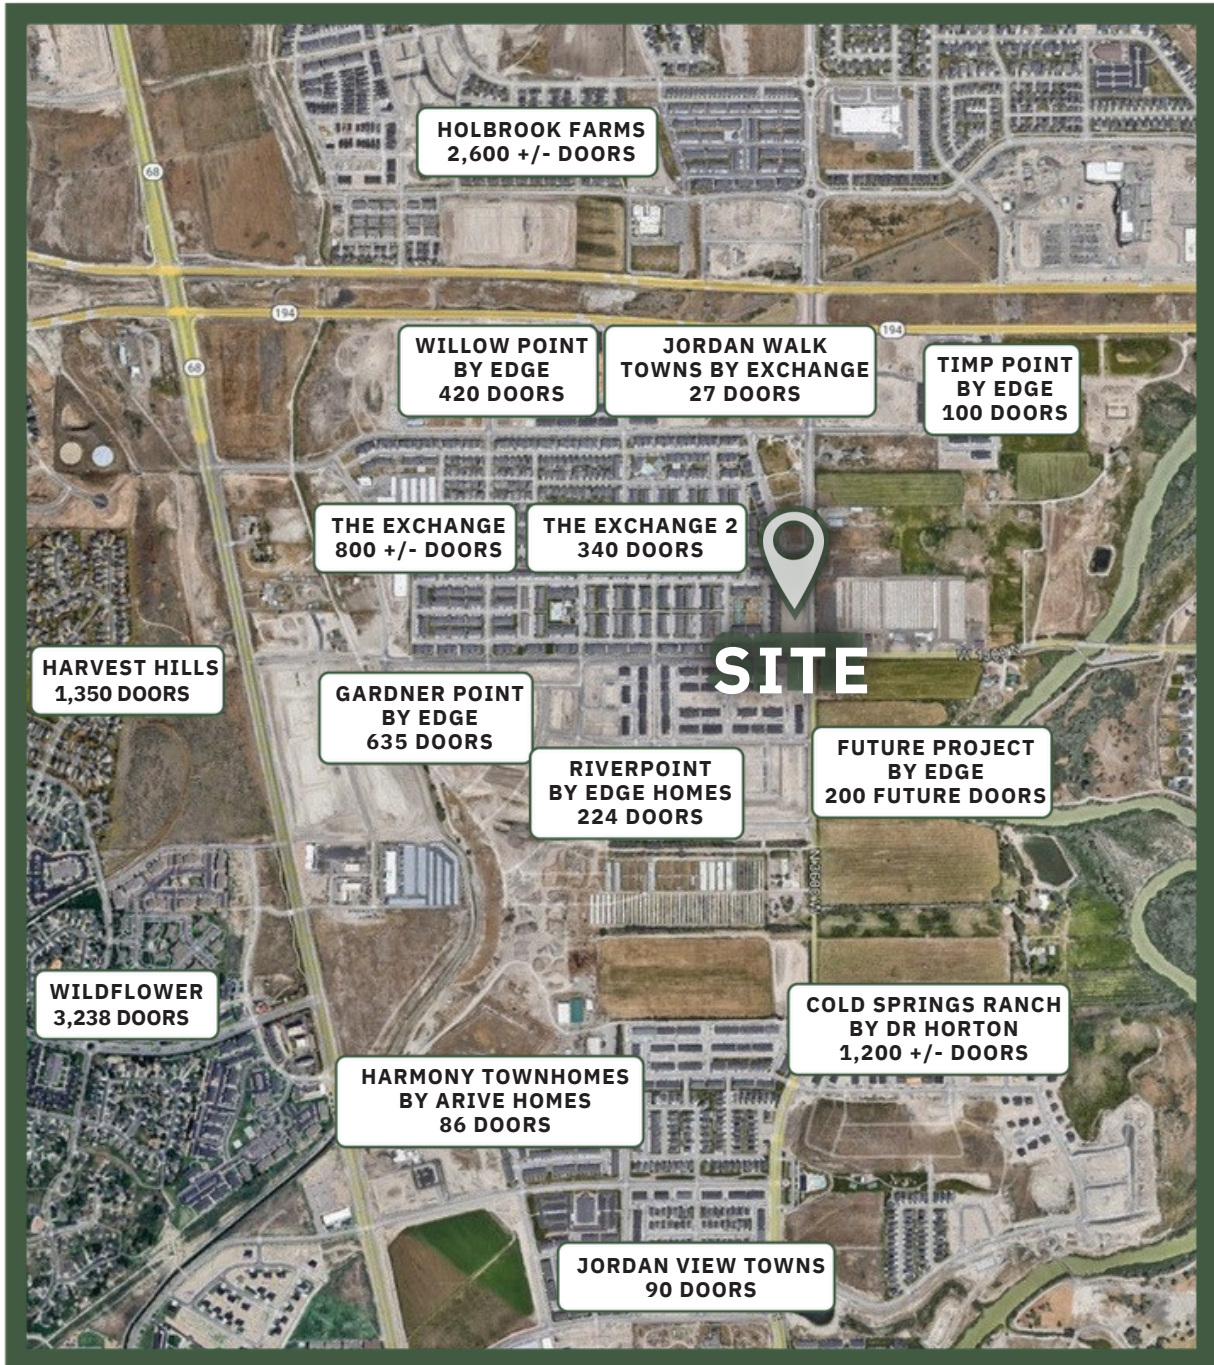 HOLBROOK FARMS
2,600 +/- DOORS
68
194
194
WILLOW POINT
BY EDGE
420 DOORS
JORDAN WALK
TOWNS BY EXCHANGE
27 DOORS
TIMP POINT
BY EDGE
100 DOORS
68
THE EXCHANGE
800 +/- DOORS
THE EXCHANGE 2
340 DOORS
SITE
HARVEST HILLS
1,350 DOORS
GARDNER POINT
BY EDGE
635 DOORS
RIVERPOINT
BY EDGE HOMES
224 DOORS
FUTURE PROJECT
BY EDGE
200 FUTURE DOORS
WILDFLOWER
3,238 DOORS
COLD SPRINGS RANCH
BY DR HORTON
1,200 +/- DOORS
HARMONY TOWNHOMES
BY ARIVE HOMES
86 DOORS
JORDAN VIEW TOWNS
90 DOORS